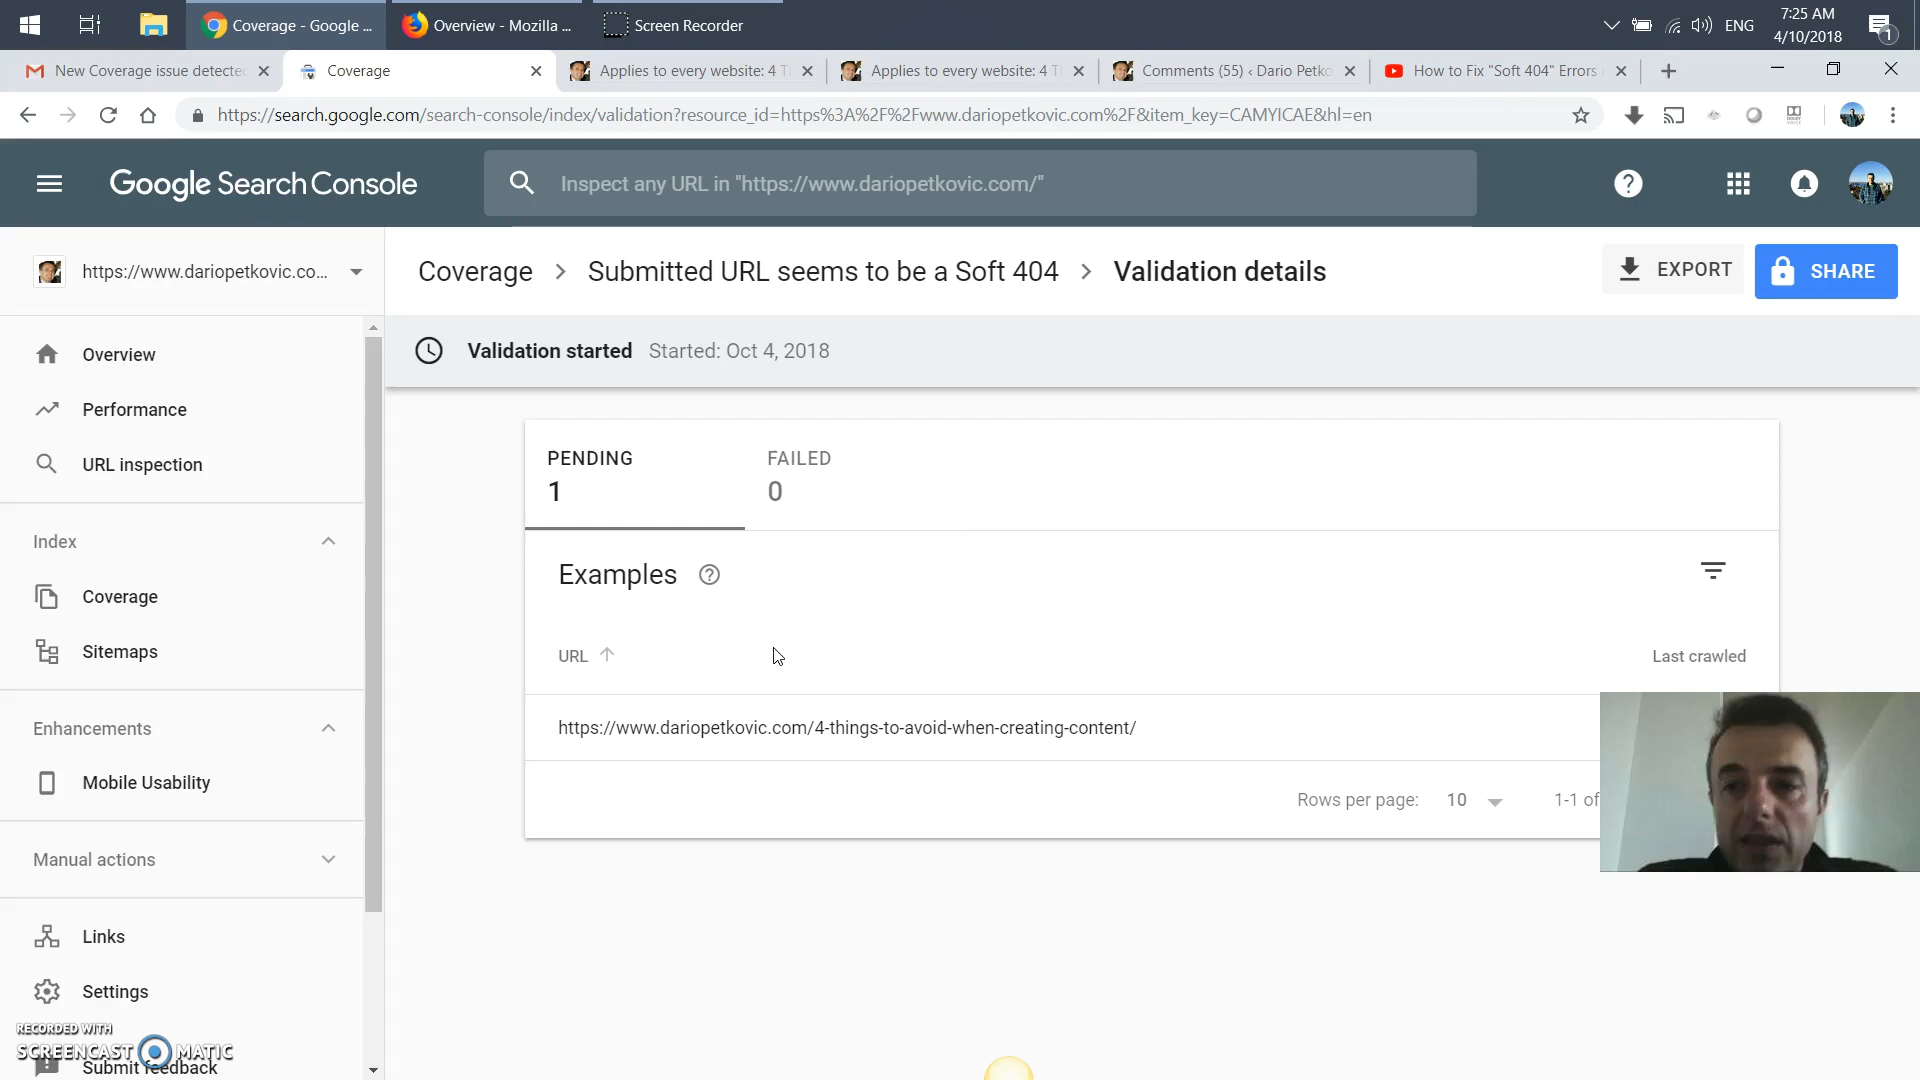 Coverage - Google ...
Overview - Mozilla ...
Screen Recorder
ENG
7:25 AM
4/10/2018
1
New Coverage issue detecte
Coverage
Applies to every website: 4 T
Applies to every website: 4 T
Comments (55) ‹ Dario Petko
How to Fix "Soft 404" Errors
https://search.google.com/search-console/index/validation?resource_id=https%3A%2F%2Fwww.dariopetkovic.com%2F&item_key=CAMYICAE&hl=en
Google Search Console
Inspect any URL in "https://www.dariopetkovic.com/"
https://www.dariopetkovic.co...
Coverage > Submitted URL seems to be a Soft 404 > Validation details
EXPORT
SHARE
Validation started Started: Oct 4, 2018
Overview
Performance
URL inspection
Index
Coverage
Sitemaps
Enhancements
Mobile Usability
Manual actions
Links
Settings
Submit feedback
PENDING
1
FAILED
0
Examples
URL
Last crawled
https://www.dariopetkovic.com/4-things-to-avoid-when-creating-content/
Rows per page: 10 1-1 of
RECORDED WITH
SCREENCAST MATIC